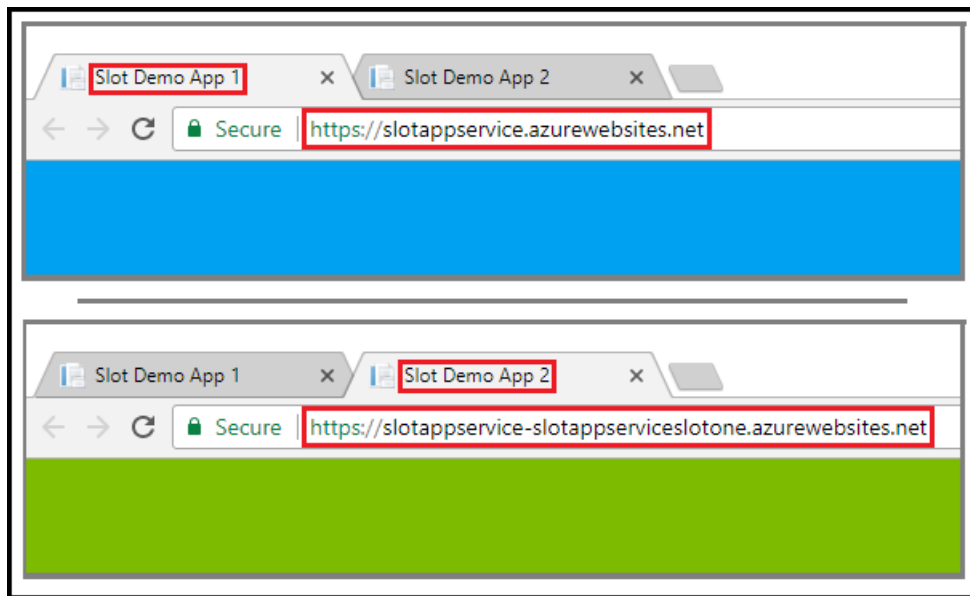 Slot Demo App 1 Slot Demo App 2
Secure https://slotappservice.azurewebsites.net
Slot Demo App 1 Slot Demo App 2
Secure https://slotappservice-slotappserviceslotone.azurewebsites.net